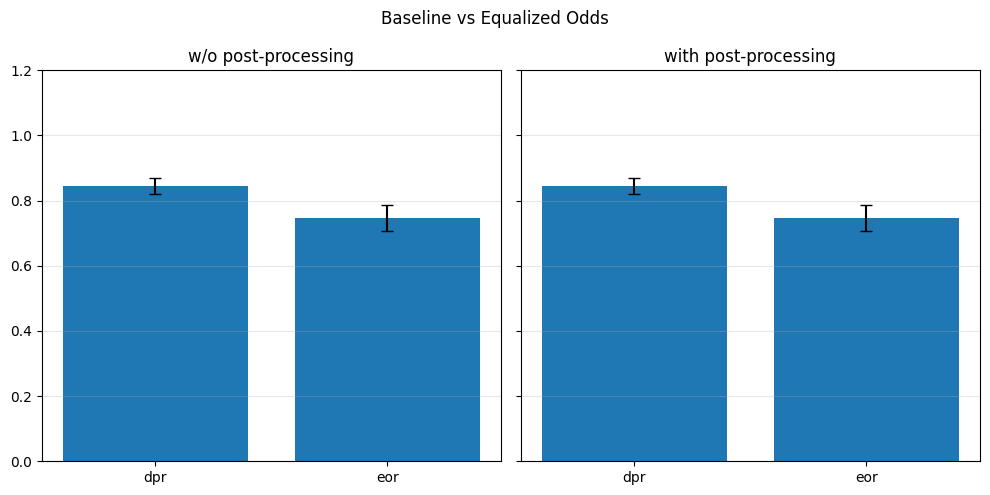 Baseline vs Equalized Odds
w/o post-processing
with post-processing
1.2
1.0
0.8
0.6
0.4
0.2
0.0
dpr
eor
dpr
eor